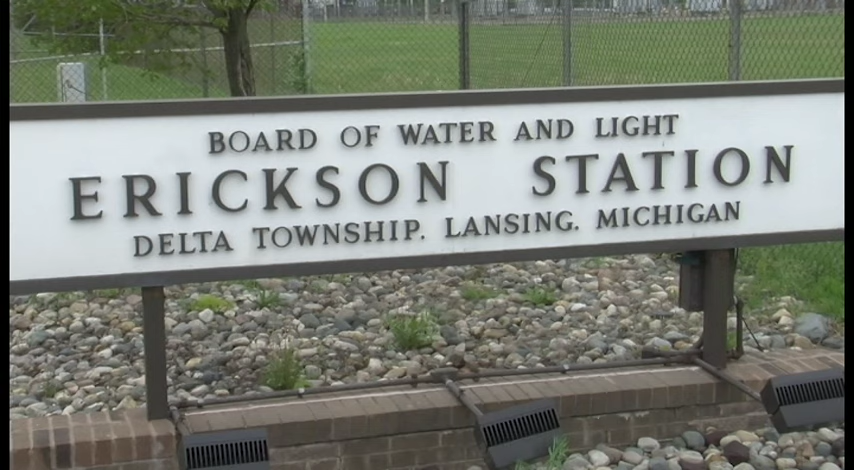 BOARD OF WATER AND LIGHT
ERICKSON STATION
DELTA TOWNSHIP, LANSING, MICHIGAN